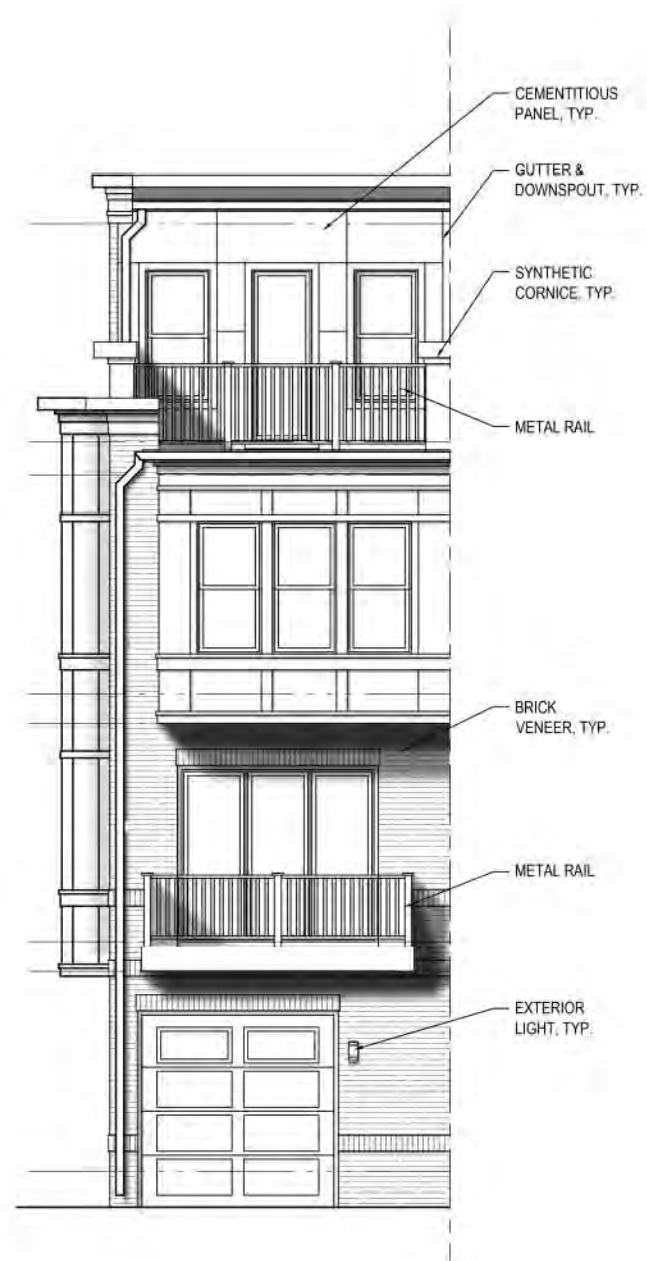 CEMENTITIOUS
PANEL, TYP.
GUTTER &
DOWNSPOUT, TYP.
SYNTHETIC
CORNICE, TYP.
METAL RAIL
BRICK
VENEER, TYP.
METAL RAIL
EXTERIOR
LIGHT, TYP.